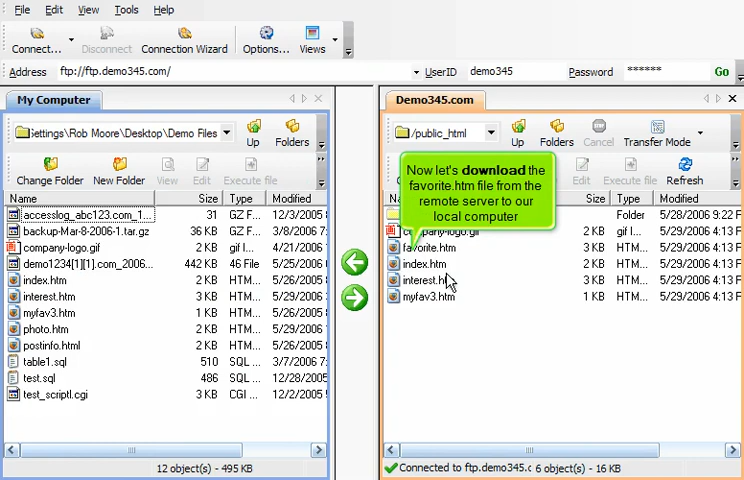 File Edit View Tools Help
Connect... Disconnect Connection Wizard Options... Views
Address ftp://ftp.demo345.com/ UserID demo345 Password ****** Go
My Computer
Settings\Rob Moore\Desktop\Demo Files Up Folders
Change Folder New Folder View Edit Execute file
Name Size Type Modified
accesslog_abc123.com_1... 31 GZ F... 12/3/2005
backup-Mar-8-2006-1.tar.gz 36 KB GZ F... 3/8/2006 7:
company-logo.gif 2 KB gif I... 4/21/2006
demo1234[1][1].com_2006... 442 KB 46 File 5/25/2006
index.htm 2 KB HTM... 5/26/2006
interest.htm 3 KB HTM... 5/29/2006
myfav3.htm 1 KB HTM... 5/29/2006
photo.htm 2 KB HTM... 5/29/2006
postinfo.html 2 KB HTM... 5/25/2006
table1.sql 510 SQL ... 3/7/2006 7:
test.sql 486 SQL ... 12/28/2005
test_scriptl.cgi 3 KB CGI ... 12/2/2005
12 object(s) - 495 KB
Demo345.com
/public_html Up Folders Cancel Transfer Mode
Edit Execute file Refresh
Now let's download the
favorite.htm file from the
remote server to our
local computer
Size Type Modified
Folder 5/28/2006 9:22 P
company-logo.gif 2 KB gif I... 5/29/2006 4:13 P
favorite.htm 3 KB HTM... 5/29/2006 4:13 P
index.htm 2 KB HTM... 5/29/2006 4:13 P
interest.h 3 KB HTM... 5/29/2006 4:13 P
myfav3.htm 2 KB HTM... 5/29/2006 4:13 P
Connected to ftp.demo345.c 6 objects(s) - 16 KB